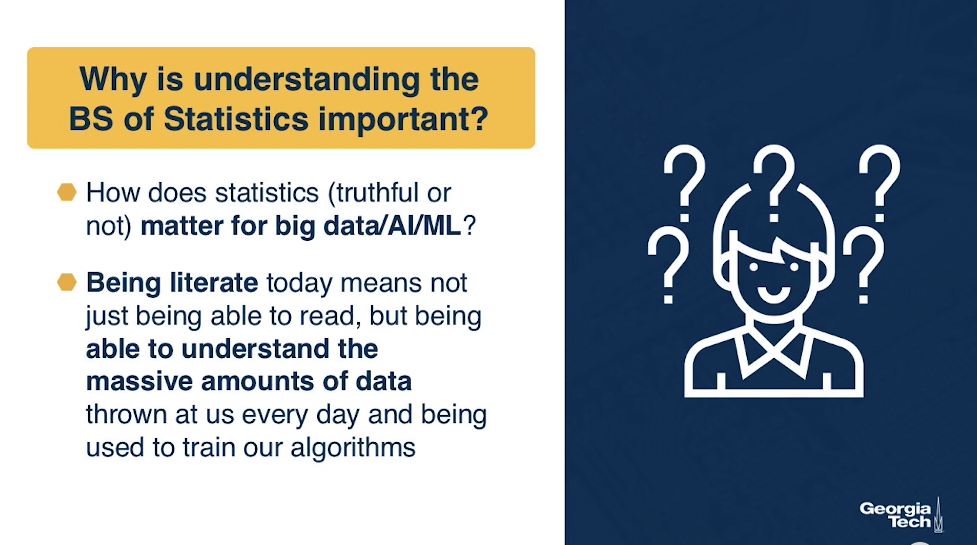 Why is understanding the
BS of Statistics important?
How does statistics (truthful or
not) matter for big data/AI/ML?
Being literate today means not
just being able to read, but being
able to understand the
massive amounts of data
thrown at us every day and being
used to train our algorithms
? ? ?
? ?
Georgia
Tech